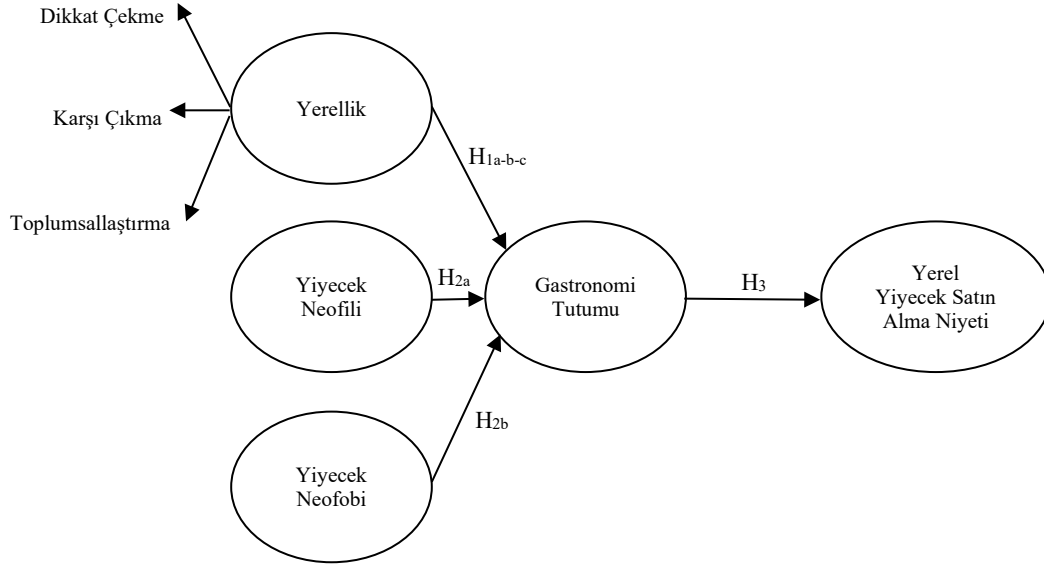 Dikkat Çekme
Karşı Çıkma
Toplumsallaştırma
Yerellik
H1a-b-c
Yiyecek
Neofili
H2a
Gastronomi
Tutumu
H3
Yerel
Yiyecek Satın
Alma Niyeti
H2b
Yiyecek
Neofobi